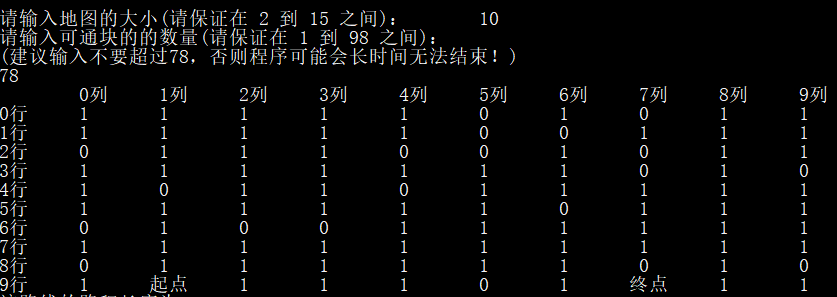 请输入地图的大小(请保证在 2 到 15 之间): 10
请输入可通块的的数量(请保证在 1 到 98 之间):
(建议输入不要超过78, 否则程序可能会长时间无法结束!)
78
0列 1列 2列 3列 4列 5列 6列 7列 8列 9列
0行 1 1 1 1 1 0 1 0 1 1
1行 1 1 1 1 1 0 0 1 1 1
2行 0 1 1 1 0 0 1 0 1 1
3行 1 1 1 1 1 1 1 0 1 0
4行 1 0 1 1 0 1 1 1 1 1
5行 1 1 1 1 1 1 0 1 1 1
6行 0 1 0 0 1 1 1 1 1 1
7行 1 1 1 1 1 1 1 1 1 1
8行 0 1 1 1 1 1 1 0 1 0
9行 1 起点 1 1 1 0 1 终点 1 1